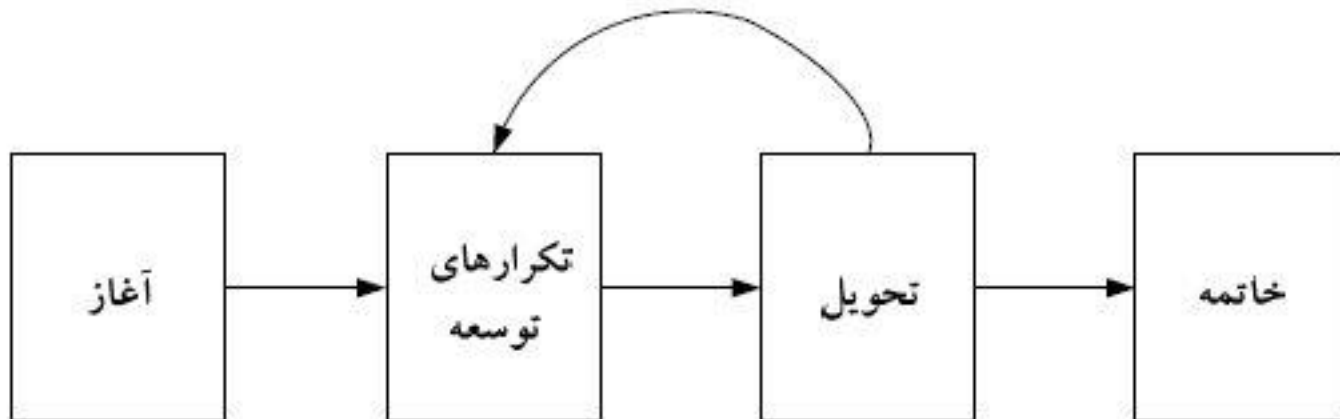 آغاز
تکرارهای
توسعه
تحویل
خاتمه